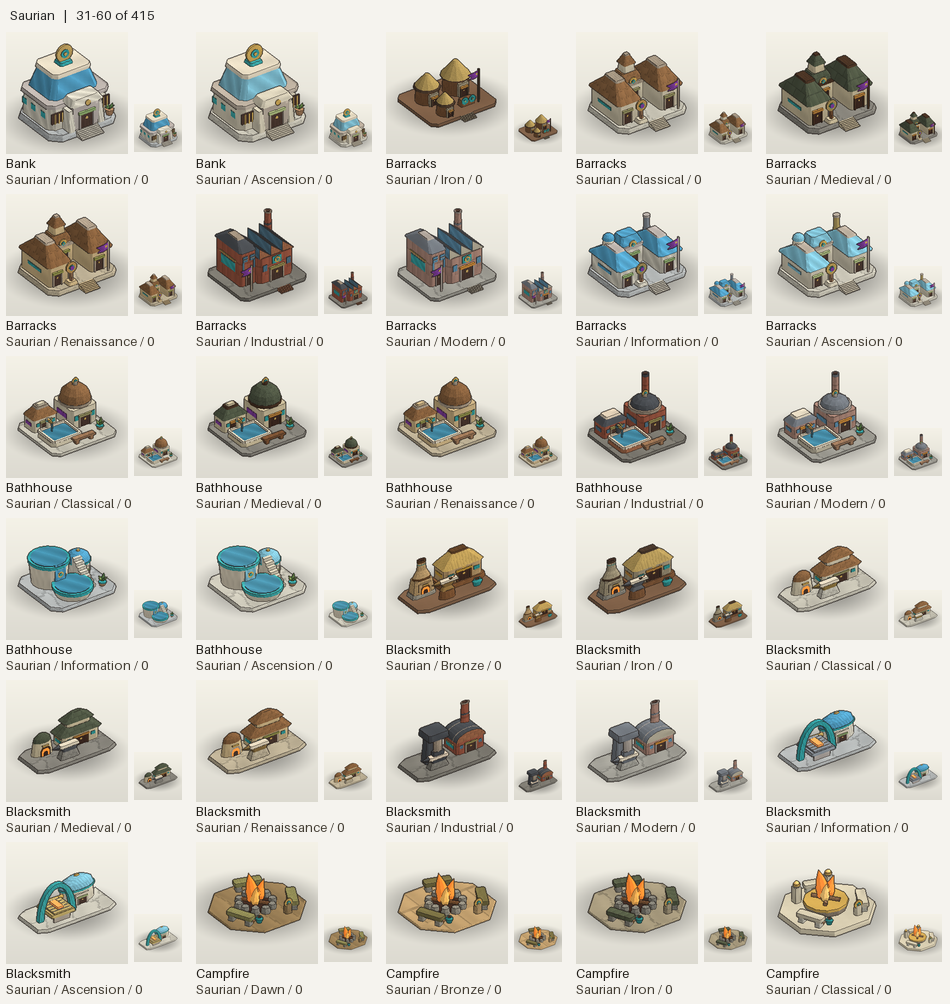 Saurian | 31-60 of 415
Bank
Saurian / Information / 0
Bank
Saurian / Ascension / 0
Barracks
Saurian / Iron / 0
Barracks
Saurian / Classical / 0
Barracks
Saurian / Medieval / 0
Barracks
Saurian / Renaissance / 0
Barracks
Saurian / Industrial / 0
Barracks
Saurian / Modern / 0
Barracks
Saurian / Information / 0
Barracks
Saurian / Ascension / 0
Bathhouse
Saurian / Classical / 0
Bathhouse
Saurian / Medieval / 0
Bathhouse
Saurian / Renaissance / 0
Bathhouse
Saurian / Industrial / 0
Bathhouse
Saurian / Modern / 0
Bathhouse
Saurian / Information / 0
Bathhouse
Saurian / Ascension / 0
Blacksmith
Saurian / Bronze / 0
Blacksmith
Saurian / Iron / 0
Blacksmith
Saurian / Classical / 0
Blacksmith
Saurian / Medieval / 0
Blacksmith
Saurian / Renaissance / 0
Blacksmith
Saurian / Industrial / 0
Blacksmith
Saurian / Modern / 0
Blacksmith
Saurian / Information / 0
Blacksmith
Saurian / Ascension / 0
Campfire
Saurian / Dawn / 0
Campfire
Saurian / Bronze / 0
Campfire
Saurian / Iron / 0
Campfire
Saurian / Classical / 0